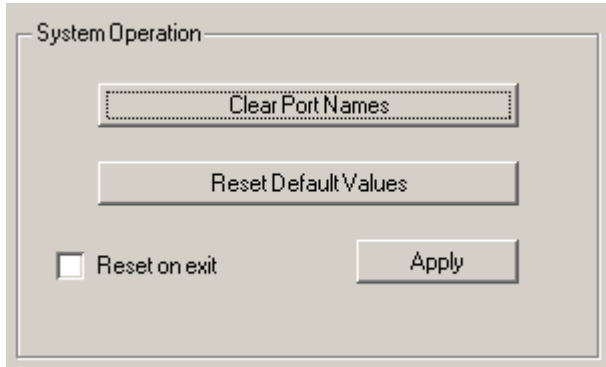 System Operation
Clear Port Names
Reset Default Values
Reset on exit
Apply